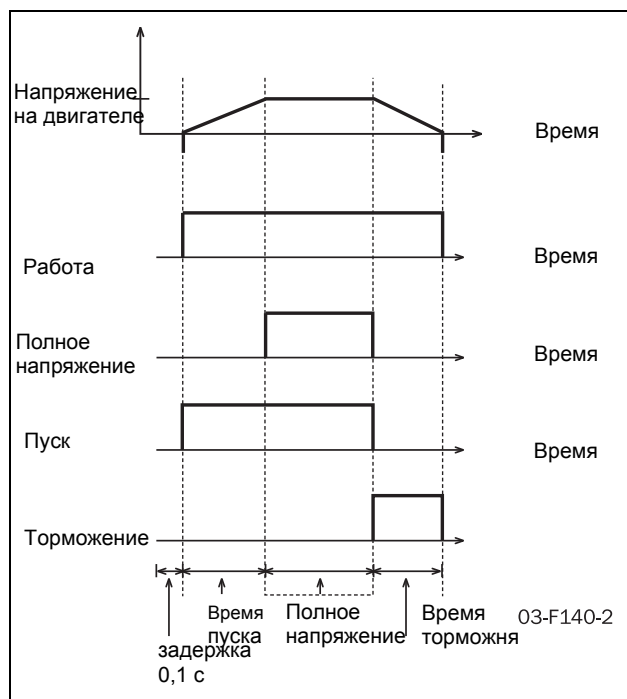 Напряжение
на двигателе
Время
Работа
Время
Полное
напряжение
Время
Пуск
Время
Торможение
задержка
0,1 с
Время
пуска
Полное
напряжение
Время
торможня
03-F140-2